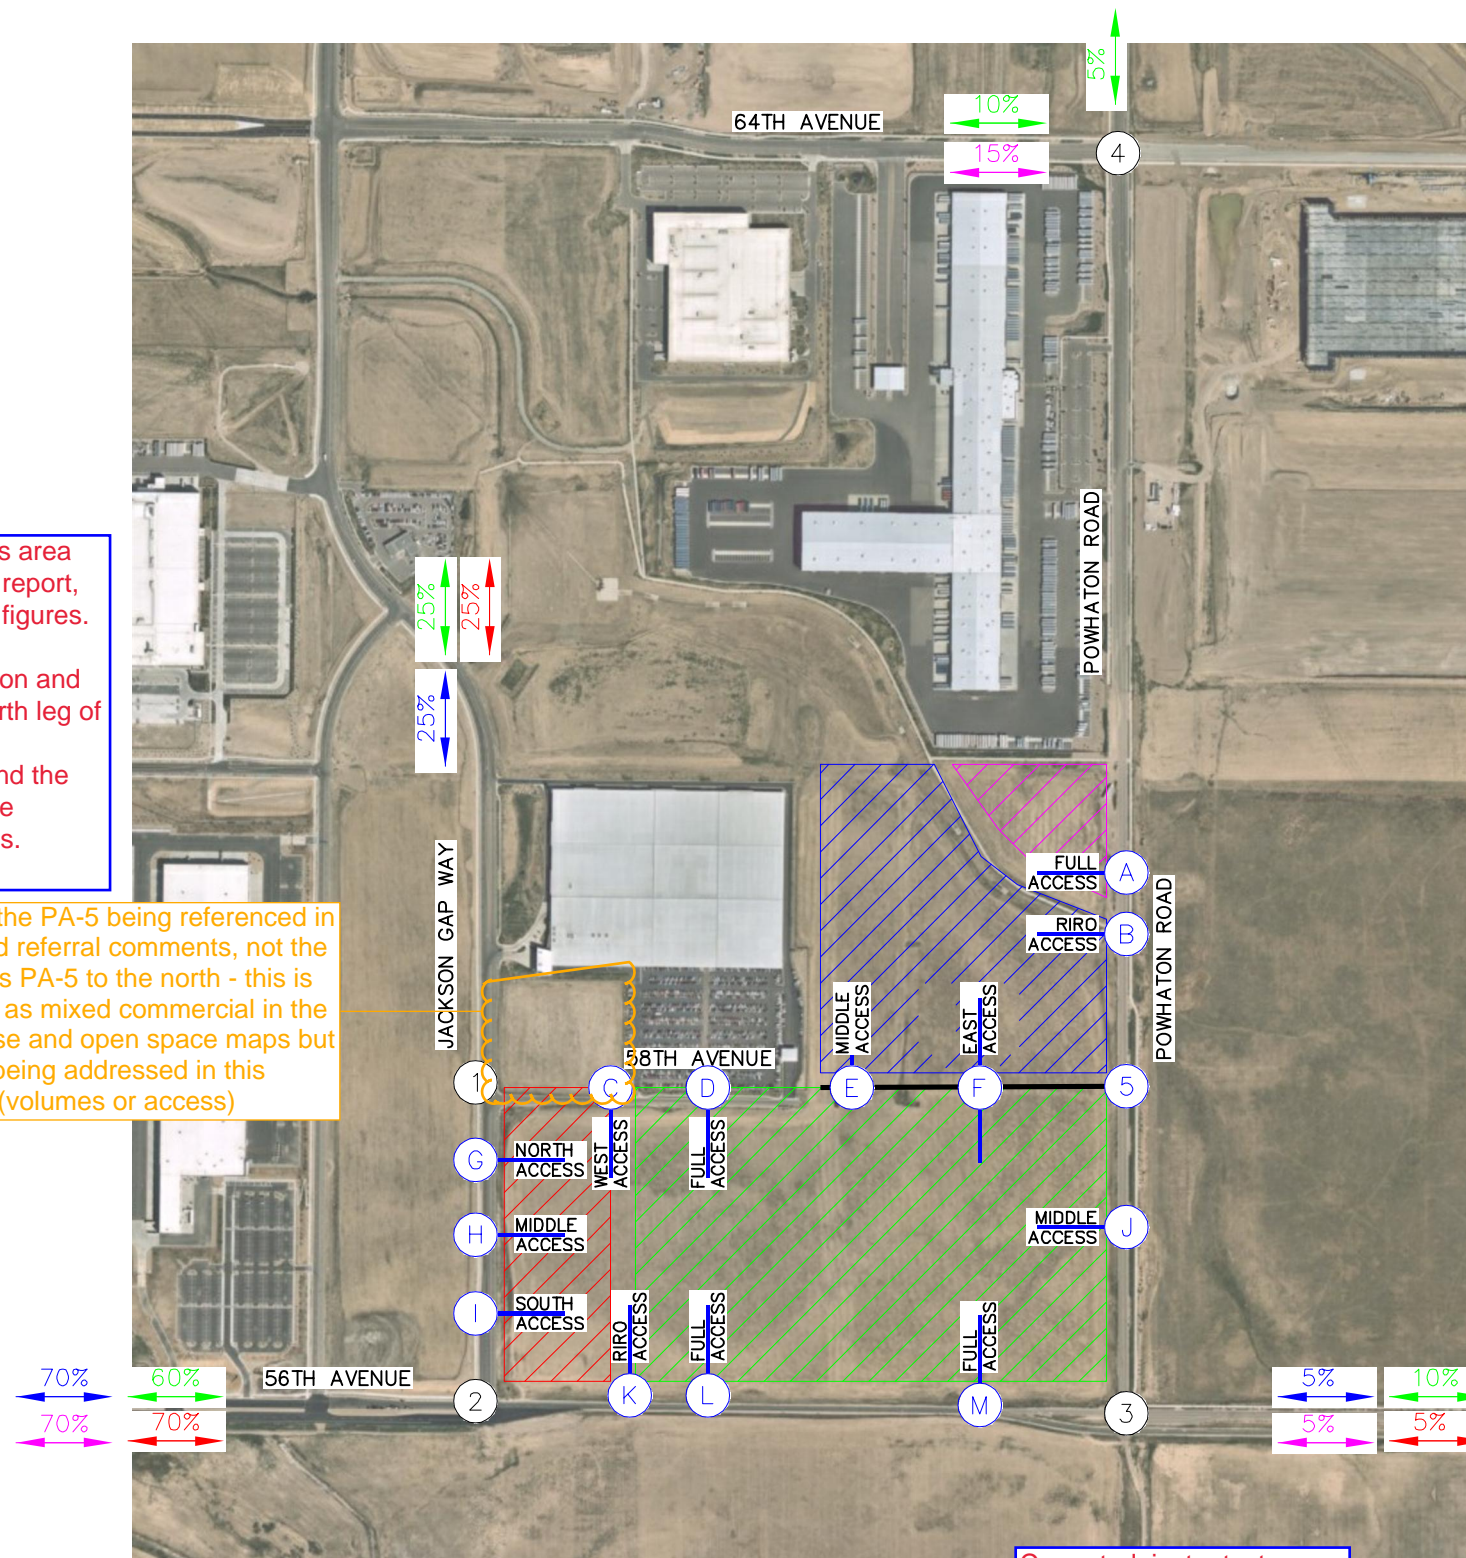 5%
64TH AVENUE
10%
15%
4
POWHATON ROAD
s area
report,
figures.
on and
rth leg of
nd the
e
s.
25%
25%
25%
the PA-5 being referenced in
d referral comments, not the
s PA-5 to the north - this is
as mixed commercial in the
se and open space maps but
being addressed in this
(volumes or access)
JACKSON GAP WAY
FULL
ACCESS
A
RIRO
ACCESS
B
POWHATON ROAD
MIDDLE
ACCESS
EAST
ACCESS
58TH AVENUE
1
C
D
E
F
5
WEST
ACCESS
FULL
ACCESS
G
NORTH
ACCESS
H
MIDDLE
ACCESS
MIDDLE
ACCESS
J
I
SOUTH
ACCESS
RIRO
ACCESS
FULL
ACCESS
FULL
ACCESS
70%
60%
56TH AVENUE
70%
70%
2
K
L
M
3
5%
10%
5%
5%